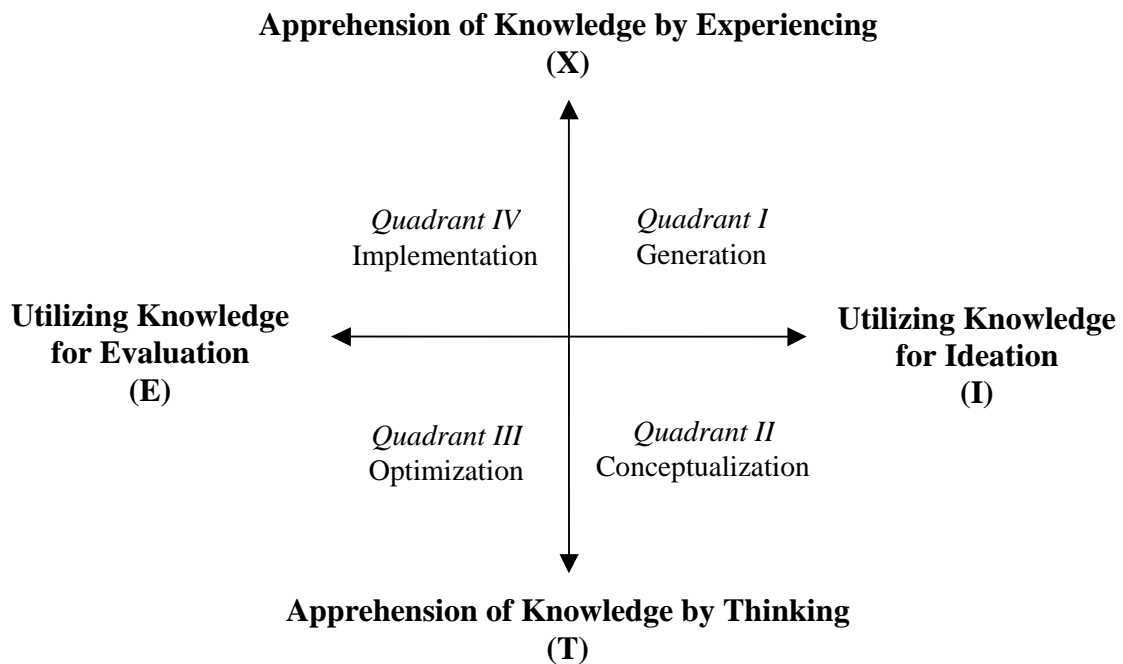 Apprehension of Knowledge by Experiencing
(X)
Quadrant IV
Implementation
Quadrant I
Generation
Utilizing Knowledge
for Evaluation
(E)
Utilizing Knowledge
for Ideation
(I)
Quadrant III
Optimization
Quadrant II
Conceptualization
Apprehension of Knowledge by Thinking
(T)